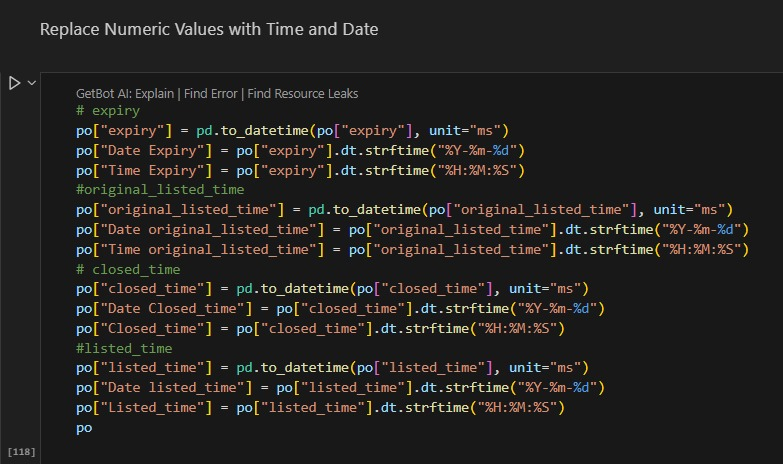 Replace Numeric Values with Time and Date
GetBot AI: Explain | Find Error | Find Resource Leaks
# expiry
po["expiry"] = pd.to_datetime(po["expiry"], unit="ms")
po["Date Expiry"] = po["expiry"].dt.strftime("%Y-%m-%d")
po["Time Expiry"] = po["expiry"].dt.strftime("%H:%M:%S")
#original_listed_time
po["original_listed_time"] = pd.to_datetime(po["original_listed_time"], unit="ms")
po["Date original_listed_time"] = po["original_listed_time"].dt.strftime("%Y-%m-%d")
po["Time original_listed_time"] = po["original_listed_time"].dt.strftime("%H:%M:%S")
# closed_time
po["closed_time"] = pd.to_datetime(po["closed_time"], unit="ms")
po["Date Closed_time"] = po["closed_time"].dt.strftime("%Y-%m-%d")
po["Closed_time"] = po["closed_time"].dt.strftime("%H:%M:%S")
#listed_time
po["listed_time"] = pd.to_datetime(po["listed_time"], unit="ms")
po["Date listed_time"] = po["listed_time"].dt.strftime("%Y-%m-%d")
po["Listed_time"] = po["listed_time"].dt.strftime("%H:%M:%S")
po
[118]